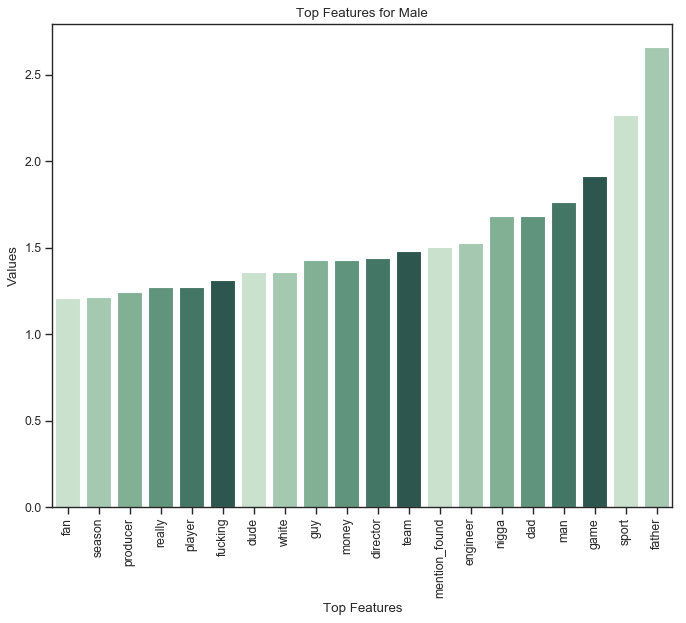 Top Features for Male
Values
2.5
2.0
1.5
1.0
0.5
0.0
fan
season
producer
really
player
fucking
dude
white
guy
money
director
team
mention_found
engineer
nigga
dad
man
game
sport
father
Top Features